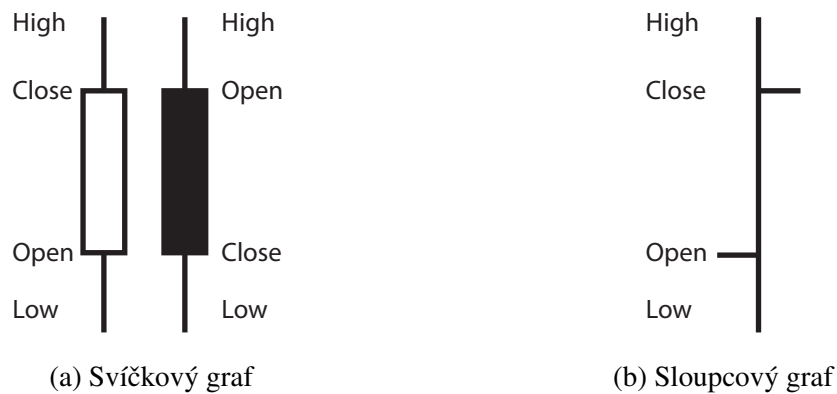 High High High
Close Open Close
Open Close Open
Low Low Low
(a) Svíčkový graf (b) Sloupcový graf